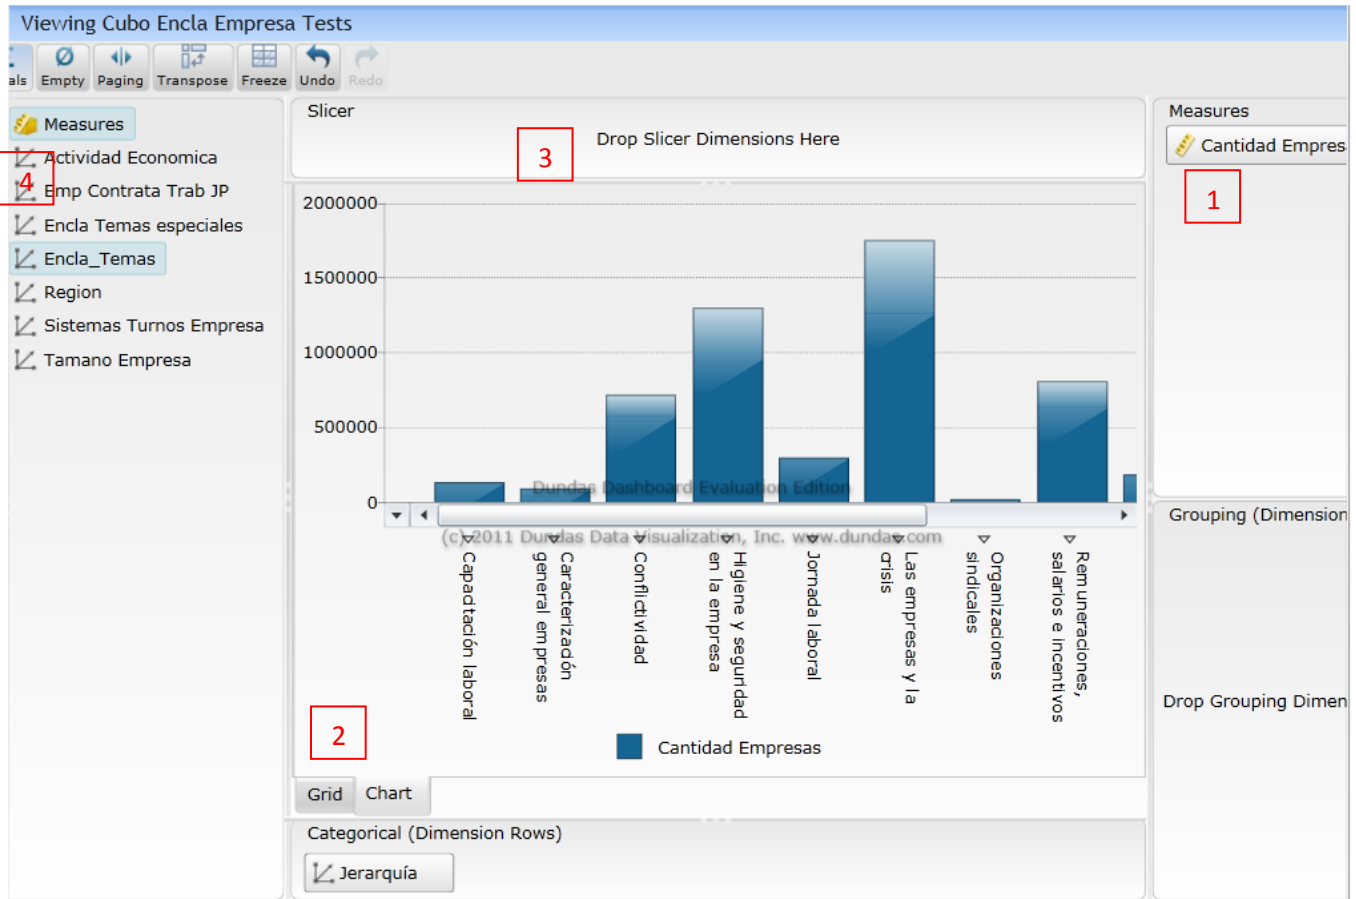 Viewing Cubo Encla Empresa Tests
als Empty Paging Transpose Freeze Undo Redo
Measures
Actividad Economica
4
Emp Contrata Trab JP
Encla Temas especiales
Encla_Temas
Region
Sistemas Turnos Empresa
Tamano Empresa
Slicer
Drop Slicer Dimensions Here
3
2000000
1500000
1000000
500000
0
Dundas Dashboard Evaluation Edition
(c) 2011 Dundas Data Visualization, Inc. www.dundas.com
Capacitación laboral
Caracterización
general empresas
Conflictividad
Higiene y seguridad
en la empresa
Jornada laboral
Las empresas y la
crisis
Organizaciones
sindicales
Remuneraciones,
salarios e incentivos
2
Cantidad Empresas
Grid Chart
Categorical (Dimension Rows)
Jerarquía
Measures
Cantidad Empres
1
Grouping (Dimension
Drop Grouping Dimen